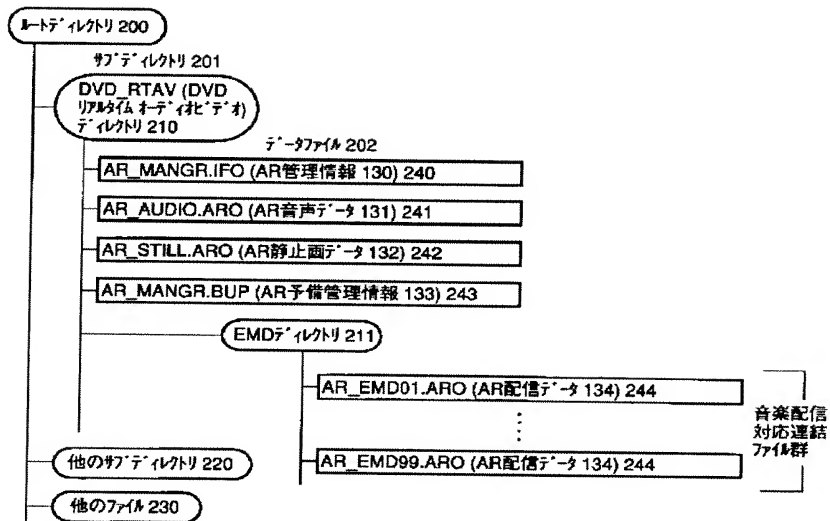 ルートディレクトリ 200
サブディレクトリ 201
DVD_RTAV (DVD
リアルタイム オーディオビデオ)
ディレクトリ 210
データファイル 202
AR_MANGR.IFO (AR管理情報 130) 240
AR_AUDIO.ARO (AR音声データ 131) 241
AR_STILL.ARO (AR静止画データ 132) 242
AR_MANGR.BUP (AR予備管理情報 133) 243
EMDディレクトリ 211
AR_EMD01.ARO (AR配信データ 134) 244
AR_EMD99.ARO (AR配信データ 134) 244
音楽配信
対応連結
ファイル群
他のサブディレクトリ 220
他のファイル 230